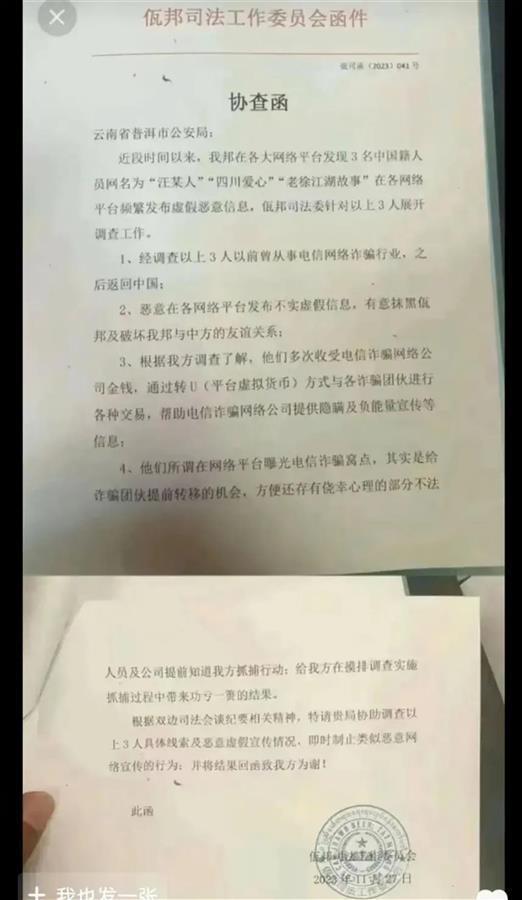 佤邦司法工作委员会函件
佤司函（2023）041号
协查函
云南省普洱市公安局：
近段时间以来，我邦在各大网络平台发现3名中国籍人
员网名为“汪某人”“四川爱心”“老徐江湖故事”在各网络
平台频繁发布虚假恶意信息，佤邦司法委针对以上3人展开
调查工作。
1、经调查以上3人以前曾从事电信网络诈骗行业，之
后返回中国；
2、恶意在各网络平台发布不实虚假信息，有意抹黑佤
邦及破坏我邦与中方的友谊关系；
3、根据我方调查了解，他们多次收受电信诈骗网络公
司金钱，通过转U（平台虚拟货币）方式与各诈骗团伙进行
各种交易，帮助电信诈骗网络公司提供隐瞒及负能量宣传等
信息；
4、他们所谓在网络平台曝光电信诈骗窝点，其实是给
诈骗团伙提前转移的机会，方便还存有侥幸心理的部分不法
人员及公司提前知道我方抓捕行动；给我方在摸排调查实施
抓捕过程中带来功亏一篑的结果。
根据双边司法会谈纪要相关精神，特请贵局协助调查以
上3人具体线索及恶意虚假宣传情况，即时制止类似恶意网
络宣传的行为；并将结果回函致我方为谢！
此函
佤邦司法工作委员会
2023年11月27日
我也发一张